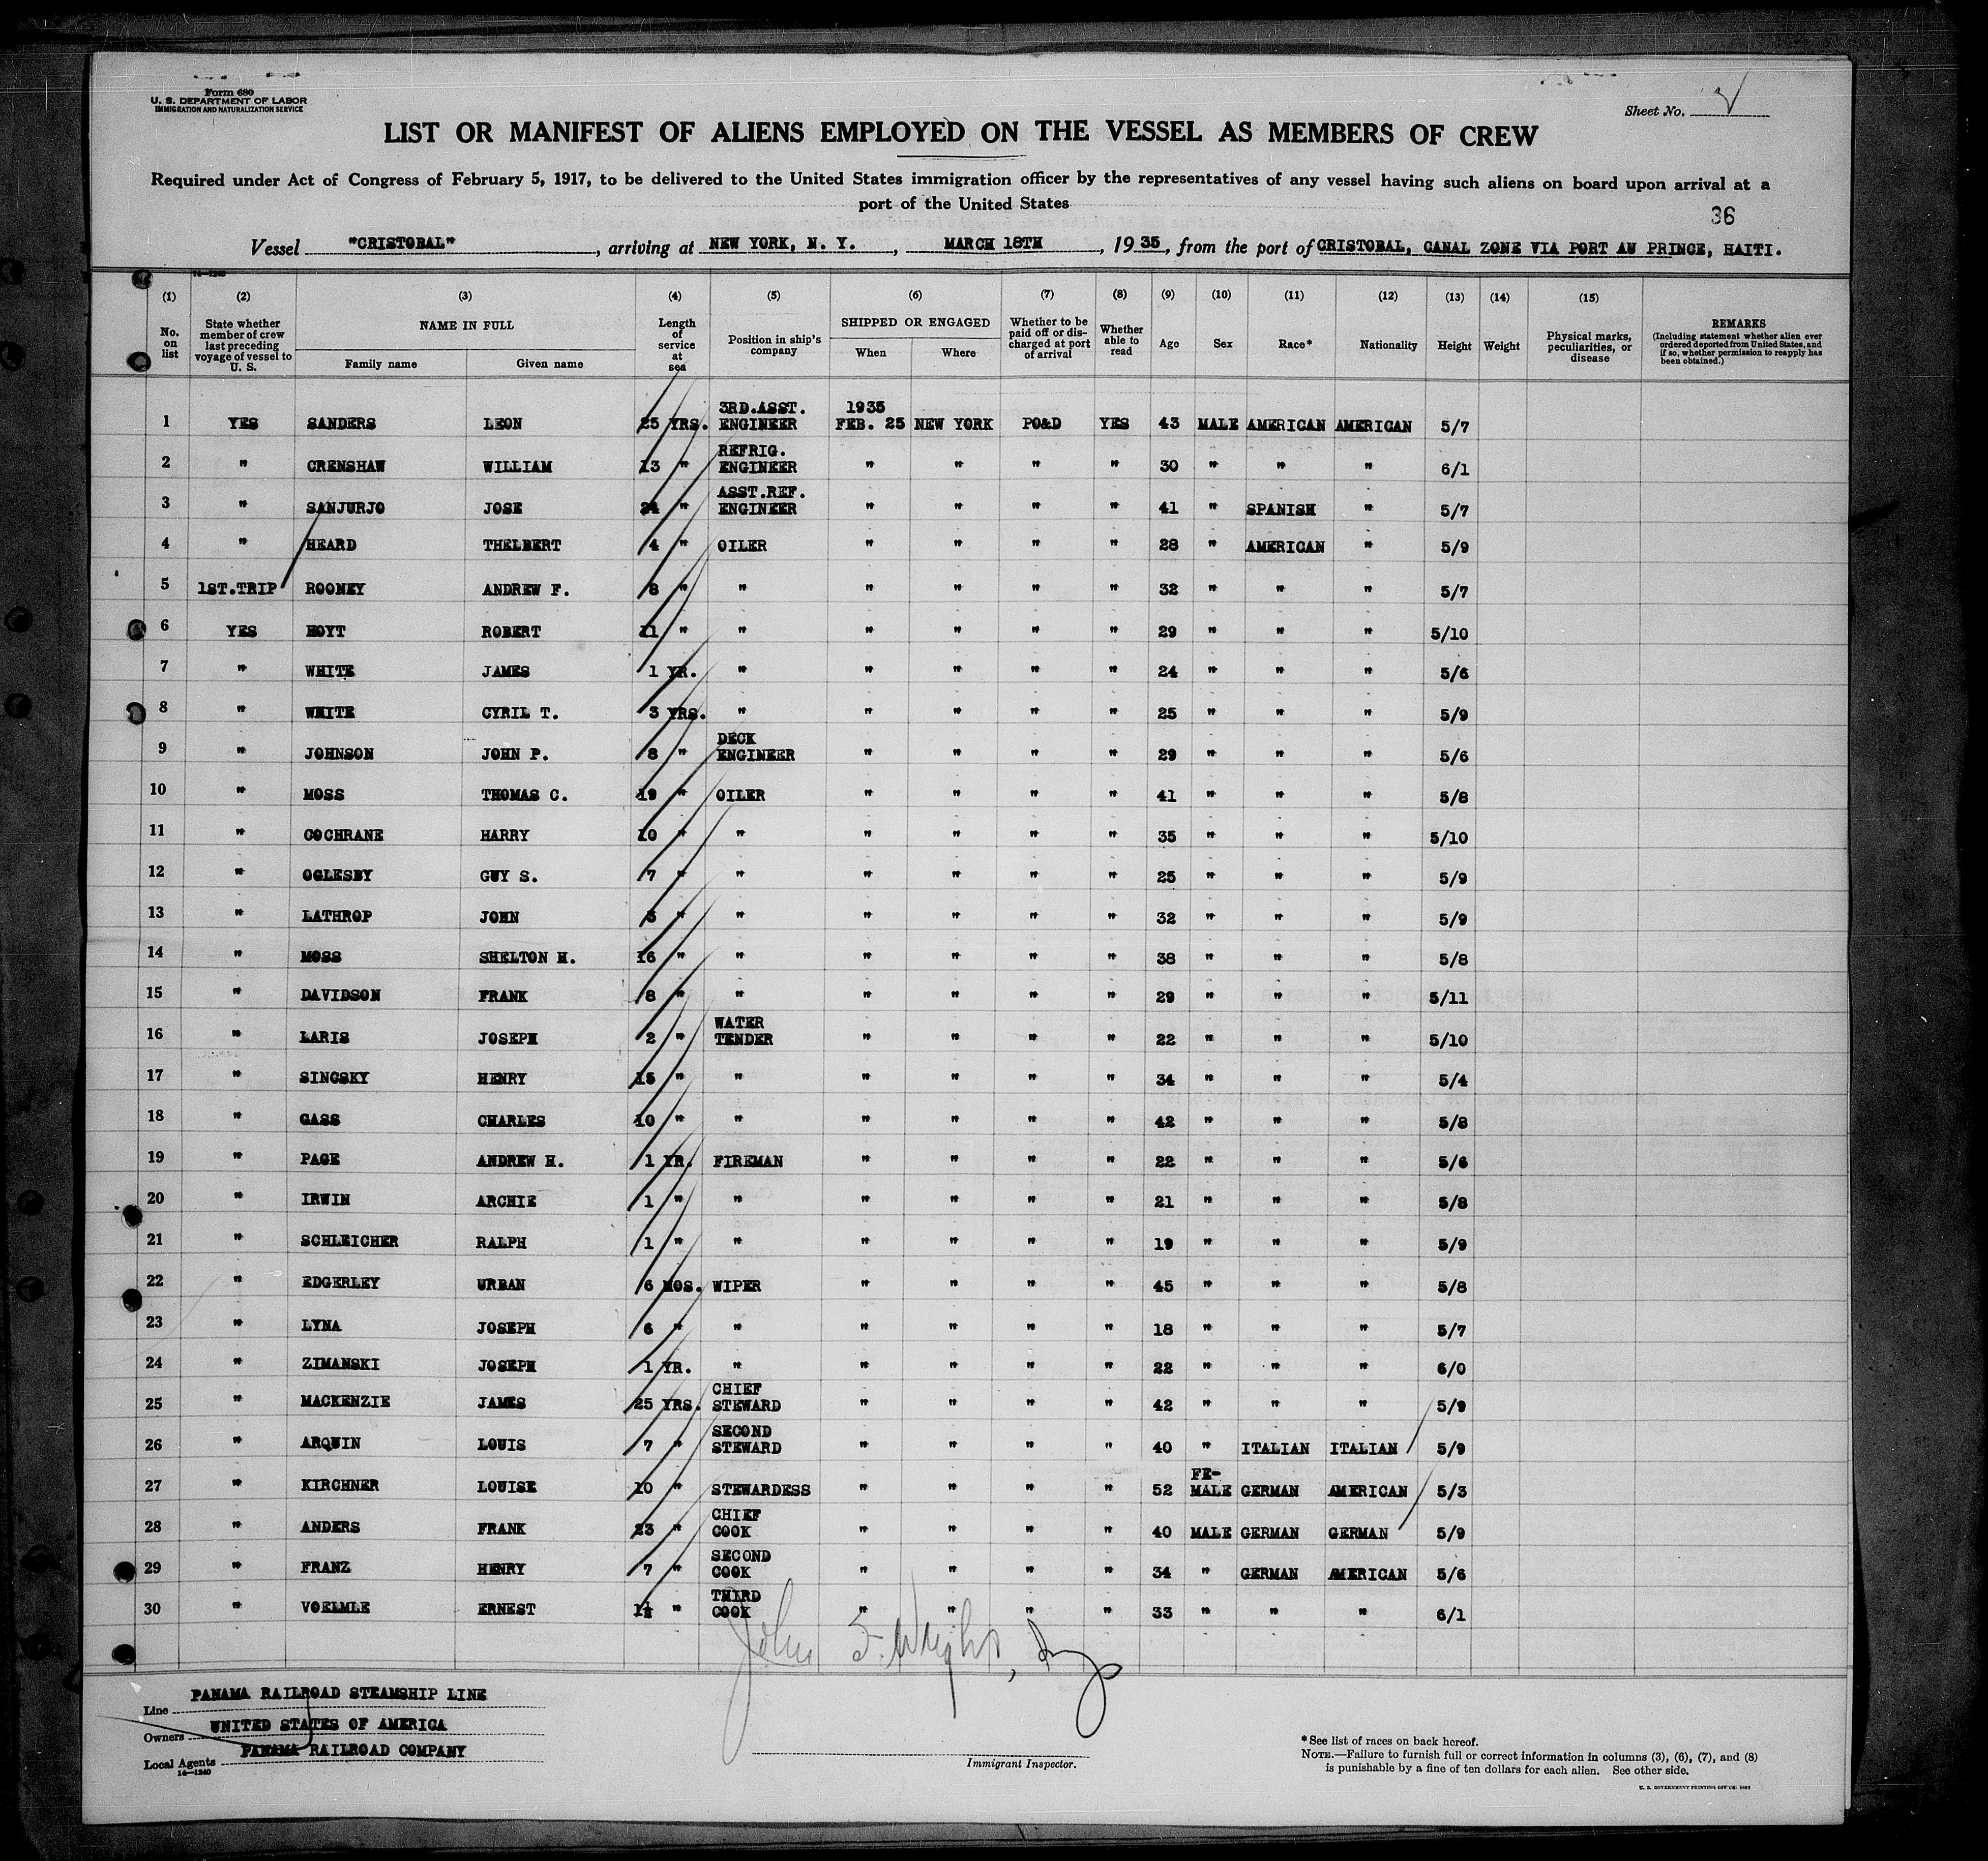 Form 680
U. S. DEPARTMENT OF LABOR
IMMIGRATION AND NATURALIZATION SERVICE
Sheet No.
LIST OR MANIFEST OF ALIENS EMPLOYED ON THE VESSEL AS MEMBERS OF CREW
Required under Act of Congress of February 5, 1917, to be delivered to the United States immigration officer by the representatives of any vessel having such aliens on board upon arrival at a
port of the United States
36
Vessel "CRISTOBAL", arriving at NEW YORK, N. Y., MARCH 18TH, 1935, from the port of CRISTOBAL, CANAL ZONE VIA PORT AU PRINCE, HAITI.
14—1240
(1) (2) (3) (4) (5) (6) (7) (8) (9) (10) (11) (12) (13) (14) (15)
No. on list
State whether member of crew last preceding voyage of vessel to U. S.
NAME IN FULL
Family name Given name
Length of service at sea
Position in ship's company
SHIPPED OR ENGAGED
When Where
Whether to be paid off or discharged at port of arrival
Whether able to read
Age Sex Race* Nationality Height Weight
Physical marks, peculiarities, or disease
REMARKS
(Including statement whether alien ever ordered deported from United States, and if so, whether permission to reapply has been obtained.)
1 YES SANDERS LEON 25 YRS. 3RD.ASST. ENGINEER 1935 FEB. 25 NEW YORK PO&D YES 43 MALE AMERICAN AMERICAN 5/7
2 " CRENSHAW WILLIAM 13 " REFRIG. ENGINEER " " " " 30 " " " 6/1
3 " SANJURJO JOSE 24 " ASST.REF. ENGINEER " " " " 41 " SPANISH " 5/7
4 " HEARD THELBERT 4 " OILER " " " " 28 " AMERICAN " 5/9
5 1ST.TRIP ROONEY ANDREW F. 8 " " " " " " 32 " " " 5/7
6 YES HOYT ROBERT 11 " " " " " " 29 " " " 5/10
7 " WHITE JAMES 1 YR. " " " " " 24 " " " 5/6
8 " WHITE CYRIL T. 3 YRS. " " " " " 25 " " " 5/9
9 " JOHNSON JOHN P. 8 " DECK ENGINEER " " " " 29 " " " 5/6
10 " MOSS THOMAS C. 19 " OILER " " " " 41 " " " 5/8
11 " COCHRANE HARRY 10 " " " " " " 35 " " " 5/10
12 " OGLESBY GUY S. 7 " " " " " " 25 " " " 5/9
13 " LATHROP JOHN " " " " " " 32 " " " 5/9
14 " MOSS SHELTON H. 16 " " " " " " 38 " " " 5/8
15 " DAVIDSON FRANK 8 " " " " " " 29 " " " 5/11
16 " LARIS JOSEPH 2 " WATER TENDER " " " " 22 " " " 5/10
17 " SINGSKY HENRY 15 " " " " " " 34 " " " 5/4
18 " GASS CHARLES 10 " " " " " " 42 " " " 5/8
19 " PAGE ANDREW H. 1 YR. FIREMAN " " " " 22 " " " 5/6
20 " IRWIN ARCHIE 1 " " " " " " 21 " " " 5/8
21 " SCHLEICHER RALPH 1 " " " " " " 19 " " " 5/9
22 " EDGERLEY URBAN 6 MOS. WIPER " " " " 45 " " " 5/8
23 " LYNA JOSEPH 6 " " " " " " 18 " " " 5/7
24 " ZIMANSKI JOSEPH 1 YR. " " " " " 22 " " " 6/0
25 " MACKENZIE JAMES 25 YRS. CHIEF STEWARD " " " " 42 " " " 5/9
26 " ARQUIN LOUIS 7 " SECOND STEWARD " " " " 40 " ITALIAN ITALIAN 5/9
27 " KIRCHNER LOUISE 10 " STEWARDESS " " " " 52 FE-MALE GERMAN AMERICAN 5/3
28 " ANDERS FRANK 23 " CHIEF COOK " " " " 40 MALE GERMAN GERMAN 5/9
29 " FRANZ HENRY 7 " SECOND COOK " " " " 34 " GERMAN AMERICAN 5/6
30 " VOELMLE ERNEST 1½ " THIRD COOK " " " " 33 " " " 6/1
John S. Wright,
Line PANAMA RAILROAD STEAMSHIP LINE
Owners UNITED STATES OF AMERICA
Local Agents PANAMA RAILROAD COMPANY
14—1240
Immigrant Inspector.
*See list of races on back hereof.
NOTE.—Failure to furnish full or correct information in columns (3), (6), (7), and (8)
is punishable by a fine of ten dollars for each alien. See other side.